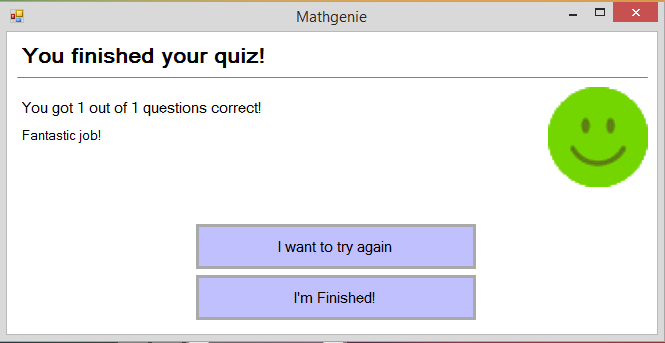 Mathgenie
You finished your quiz!
You got 1 out of 1 questions correct!
Fantastic job!
I want to try again
I'm Finished!